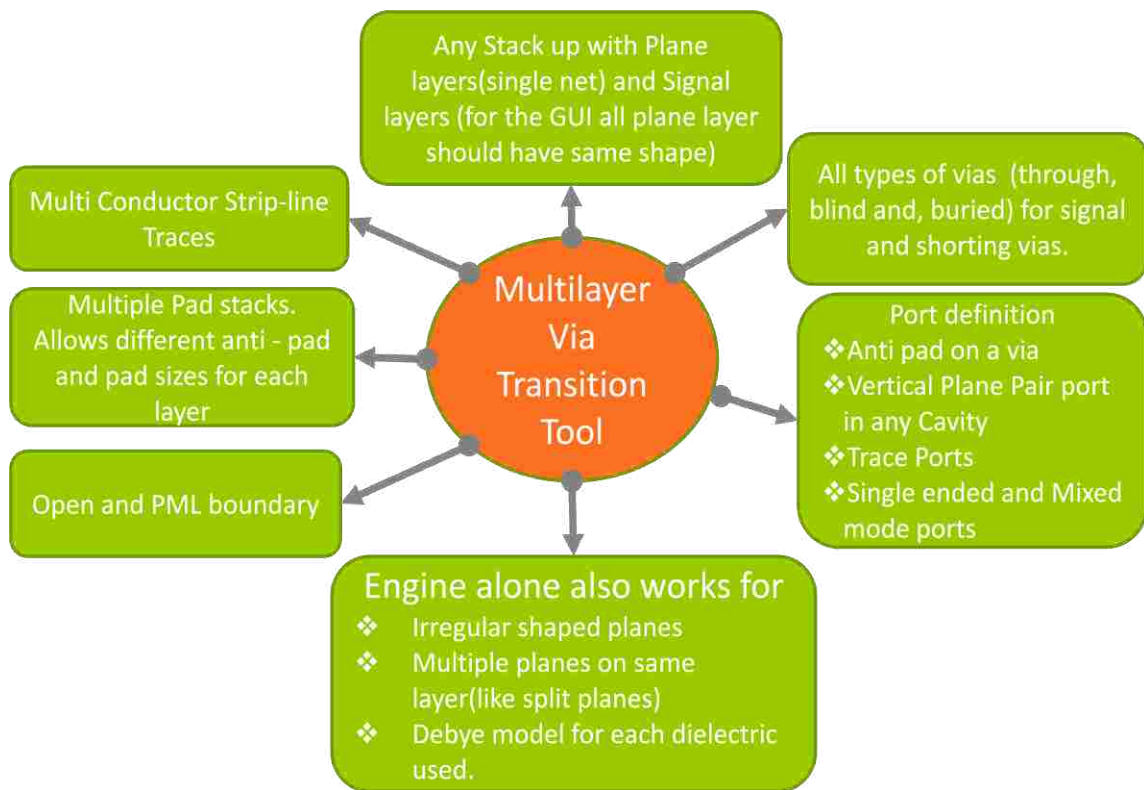 Any Stack up with Plane
layers(single net) and Signal
layers (for the GUI all plane layer
should have same shape)
Multi Conductor Strip-line
Traces
All types of vias (through,
blind and, buried) for signal
and shorting vias.
Multilayer
Via
Transition
Tool
Multiple Pad stacks.
Allows different anti - pad
and pad sizes for each
layer
Port definition
❖Anti pad on a via
❖Vertical Plane Pair port
in any Cavity
❖Trace Ports
❖Single ended and Mixed
mode ports
Open and PML boundary
Engine alone also works for
❖ Irregular shaped planes
❖ Multiple planes on same
layer(like split planes)
❖ Debye model for each dielectric
used.